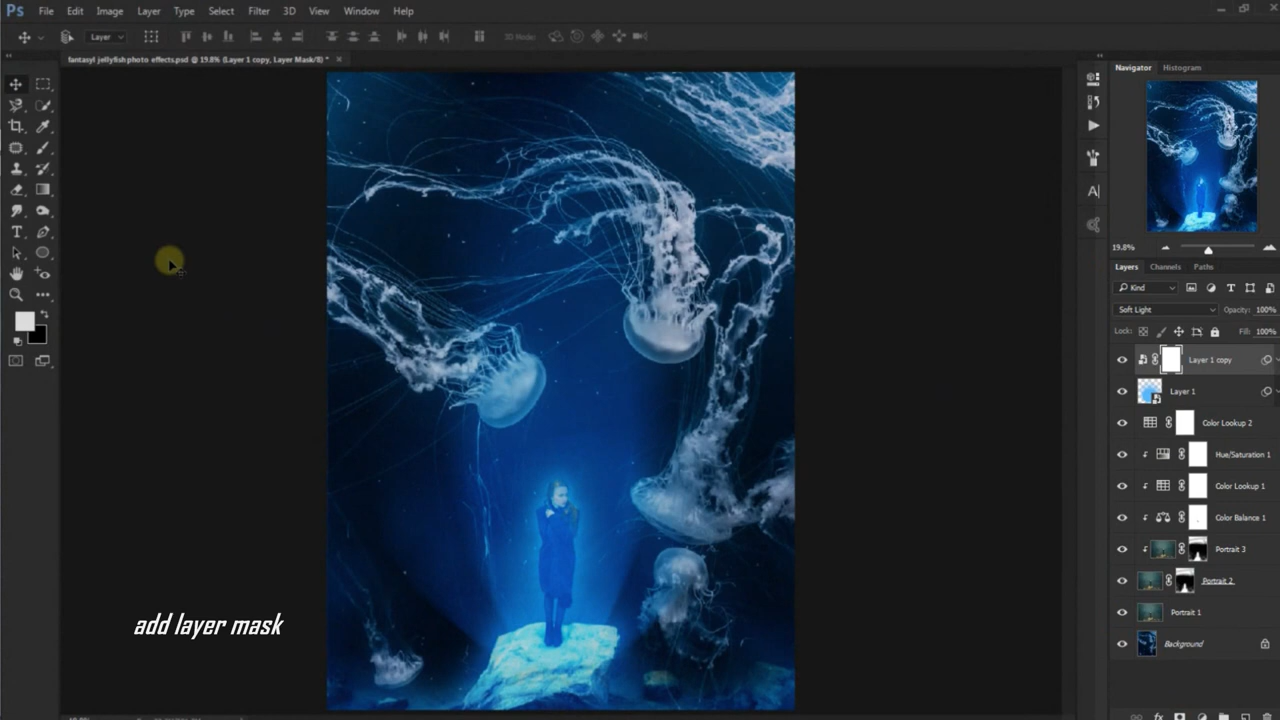 Ps File Edit Image Layer Type Select Filter 3D View Window Help
Layer 3D Mode:
fantasyl jellyfish photo effects.psd @ 19.8% (Layer 1 copy, Layer Mask/8) *
Navigator Histogram
19.8%
Layers Channels Paths
Kind
Soft Light Opacity: 100%
Lock: Fill: 100%
Layer 1 copy
Layer 1
Color Lookup 2
Hue/Saturation 1
Color Lookup 1
Color Balance 1
Portrait 3
Portrait 2
Portrait 1
Background
add layer mask